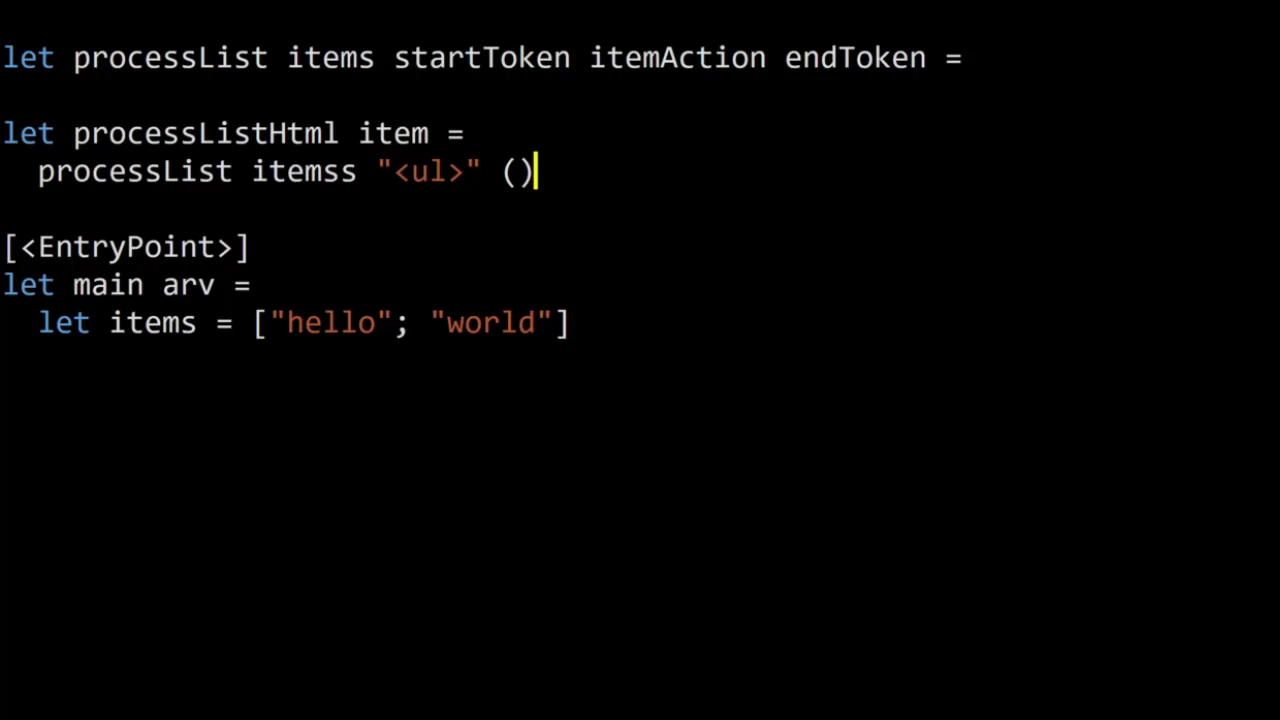 let processList items startToken itemAction endToken =
let processListHtml item =
processList itemss "<ul>" ()
[<EntryPoint>]
let main arv =
let items = ["hello"; "world"]